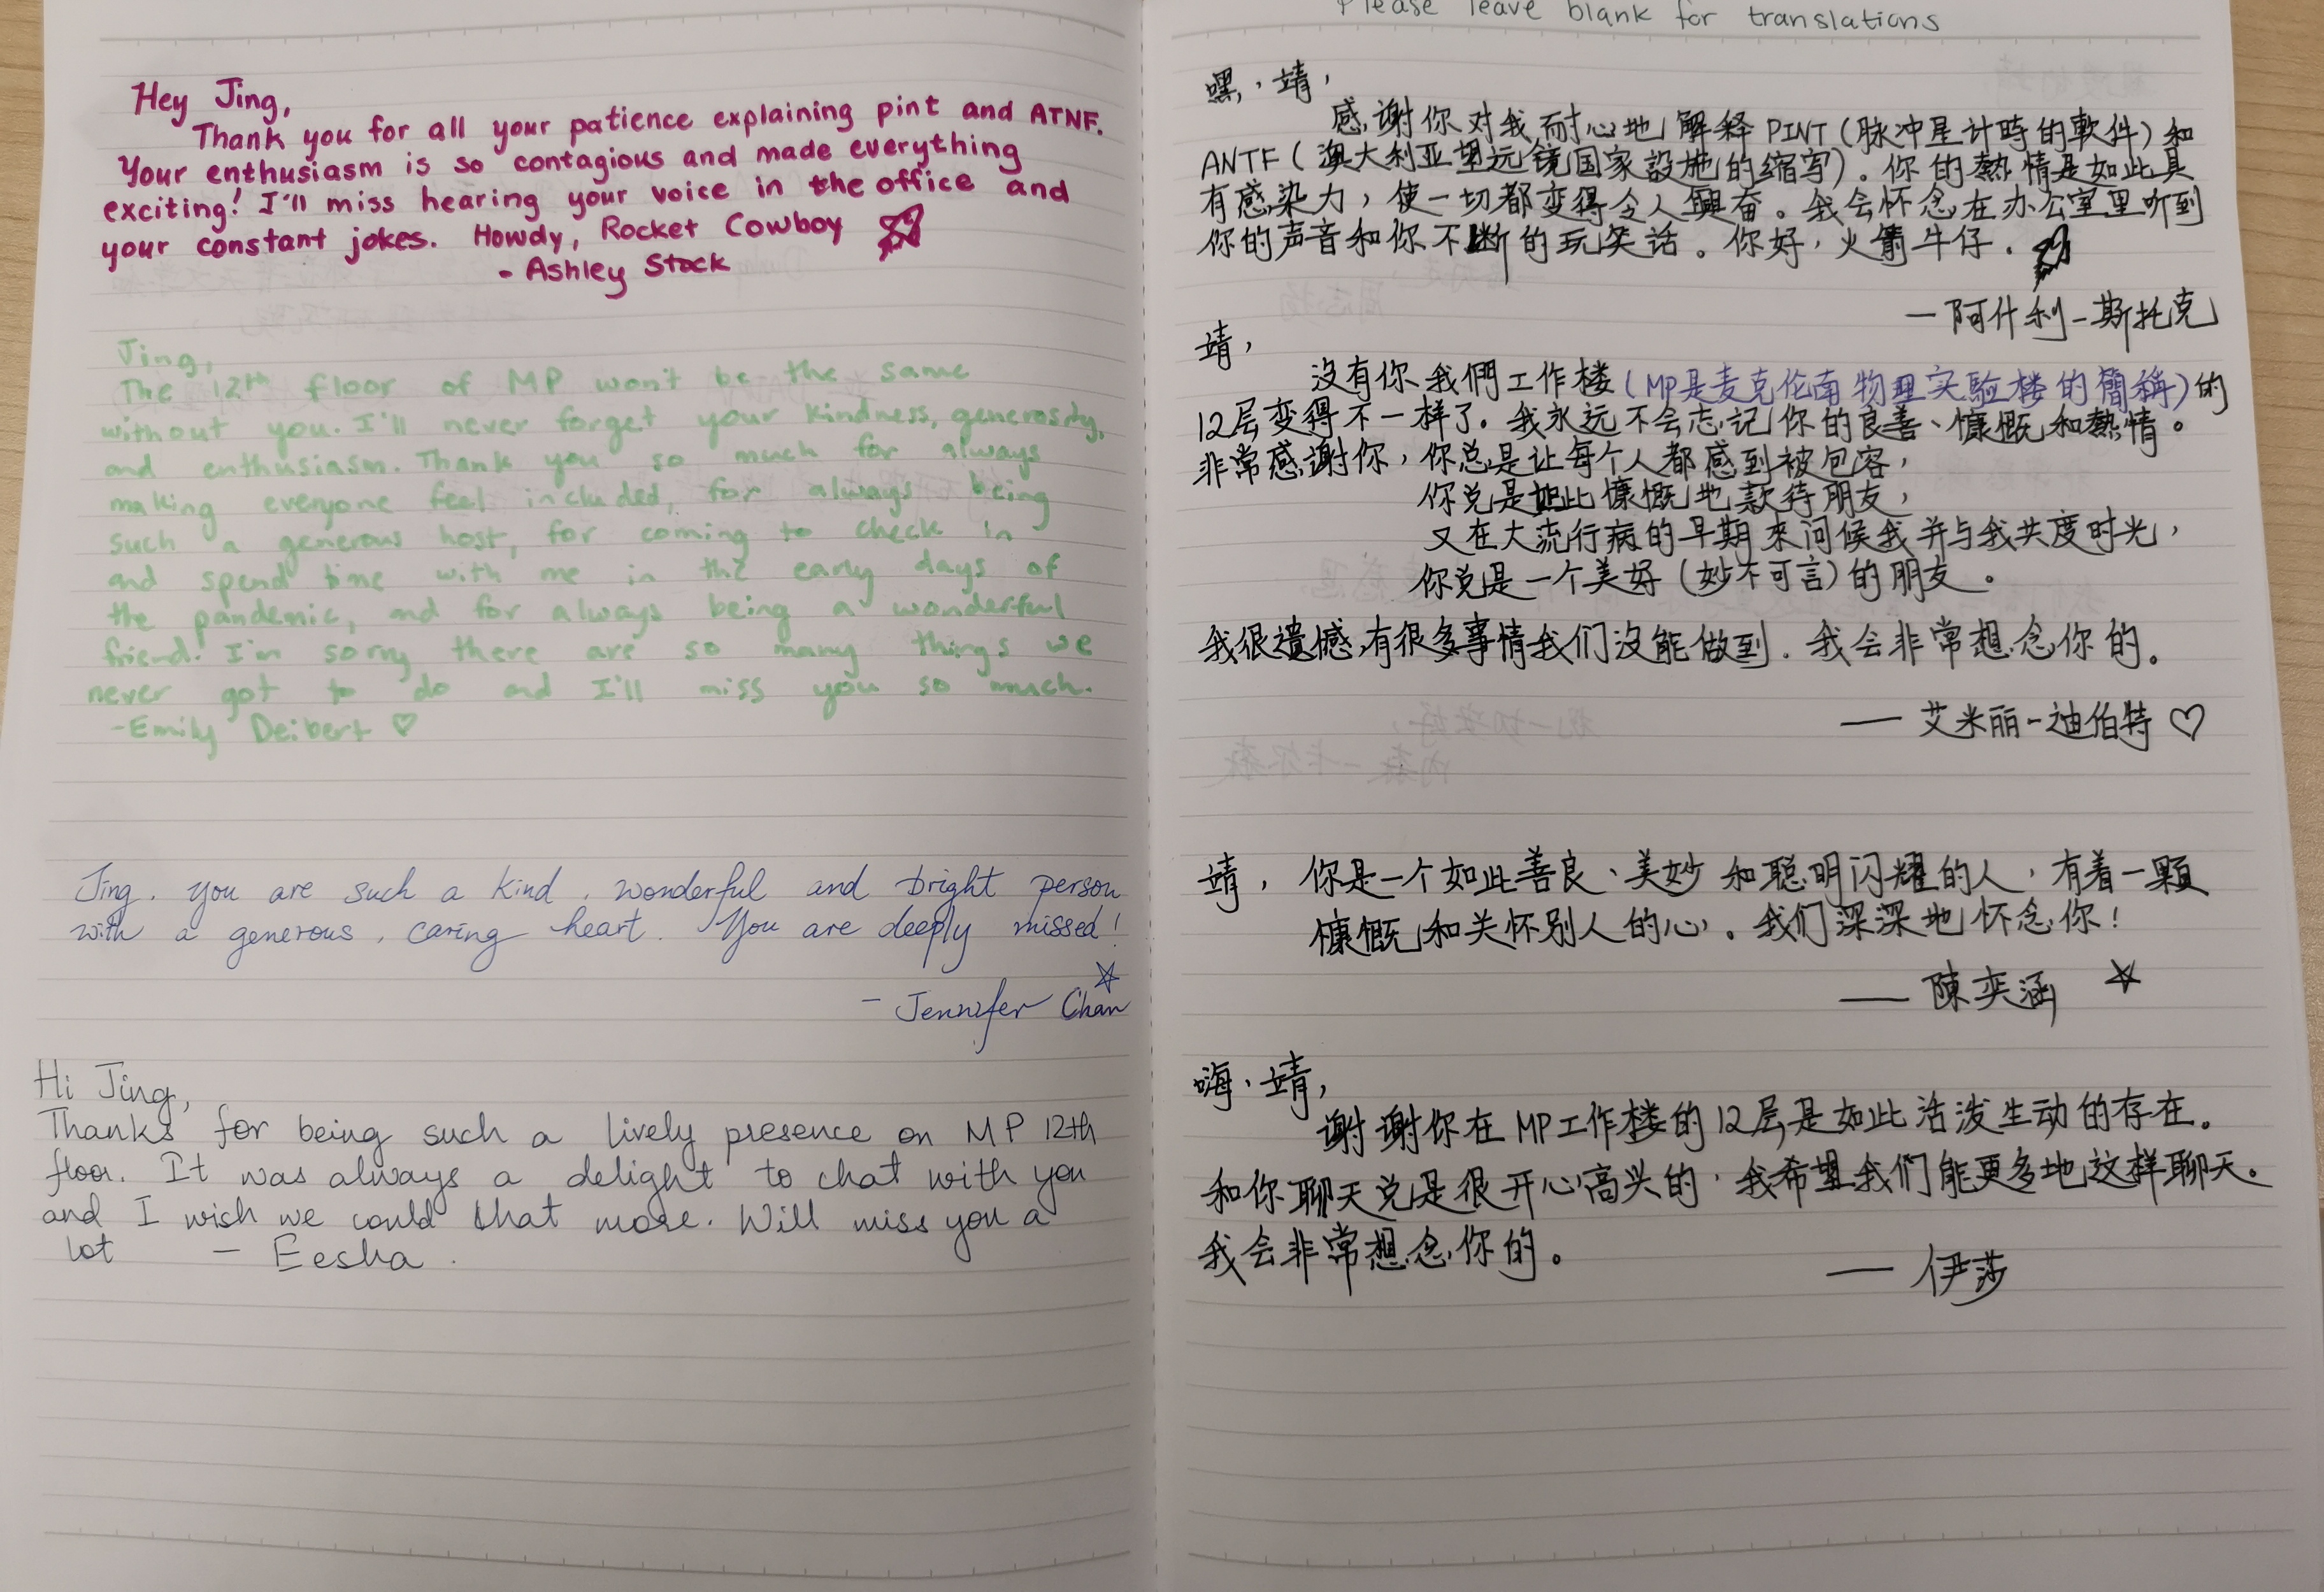 Hey Jing,
Thank you for all your patience explaining pint and ATNF.
Your enthusiasm is so contagious and made everything
exciting! I'll miss hearing your voice in the office and
your constant jokes. Howdy, Rocket Cowboy
- Ashley Stock
Jing,
The 12th floor of MP won't be the same
without you. I'll never forget your kindness, generosity,
and enthusiasm. Thank you so much for always
making everyone feel included, for always being
such a generous host, for coming to check in
and spend time with me in the early days of
the pandemic, and for always being a wonderful
friend! I'm sorry there are so many things we
never got to do and I'll miss you so much.
-Emily Deibert ♡
Jing. You are such a kind, wonderful and bright person
with a generous, caring heart. You are deeply missed!
- Jennifer Chan
Hi Jing,
Thanks for being such a lively presence on MP 12th
floor. It was always a delight to chat with you
and I wish we could that more. Will miss you a
lot - Eesha.
Please leave blank for translations
嘿,靖,
感谢你对我耐心地解释PINT(脉冲星计時的軟件)和
ANTF(澳大利亚望远镜国家設施的缩写)。你的熱情是如此具
有感染力,使一切都变得令人興奋。我会怀念在办公室里听到
你的声音和你不断的玩笑话。你好,火箭牛仔.
—阿什利-斯托克
靖,
没有你我們工作楼(MP是麦克伦南物理实驗楼的簡稱)的
12层变得不一样了.我永远不会忘记你的良善、慷慨和熱情。
非常感谢你,你总是让每个人都感到被包容,
你总是如此慷慨地款待朋友,
又在大流行病的早期來问候我并与我共度时光,
你总是一个美好(妙不可言)的朋友。
我很遗憾,有很多事情我们没能做到.我会非常想念你的。
—— 艾米丽-迪伯特♡
靖,你是一个如此善良、美妙和聪明闪耀的人,有着一顆
慷慨和关怀别人的心。我们深深地怀念你!
—— 陳奕涵 ☆
嗨,靖,
谢谢你在MP工作楼的12层是如此活泼生动的存在。
和你聊天总是很开心高兴的,我希望我们能更多地这样聊天。
我会非常想念你的。
—— 伊莎